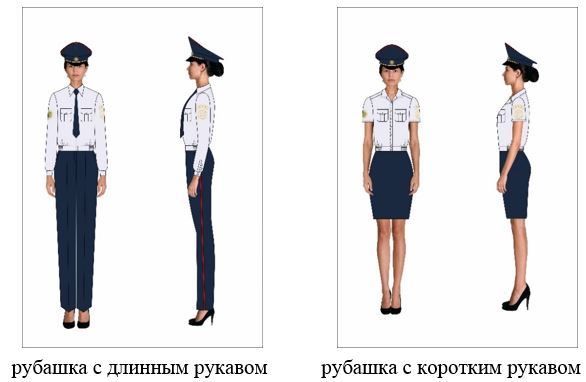 рубашка с длинным рукавом
рубашка с коротким рукавом